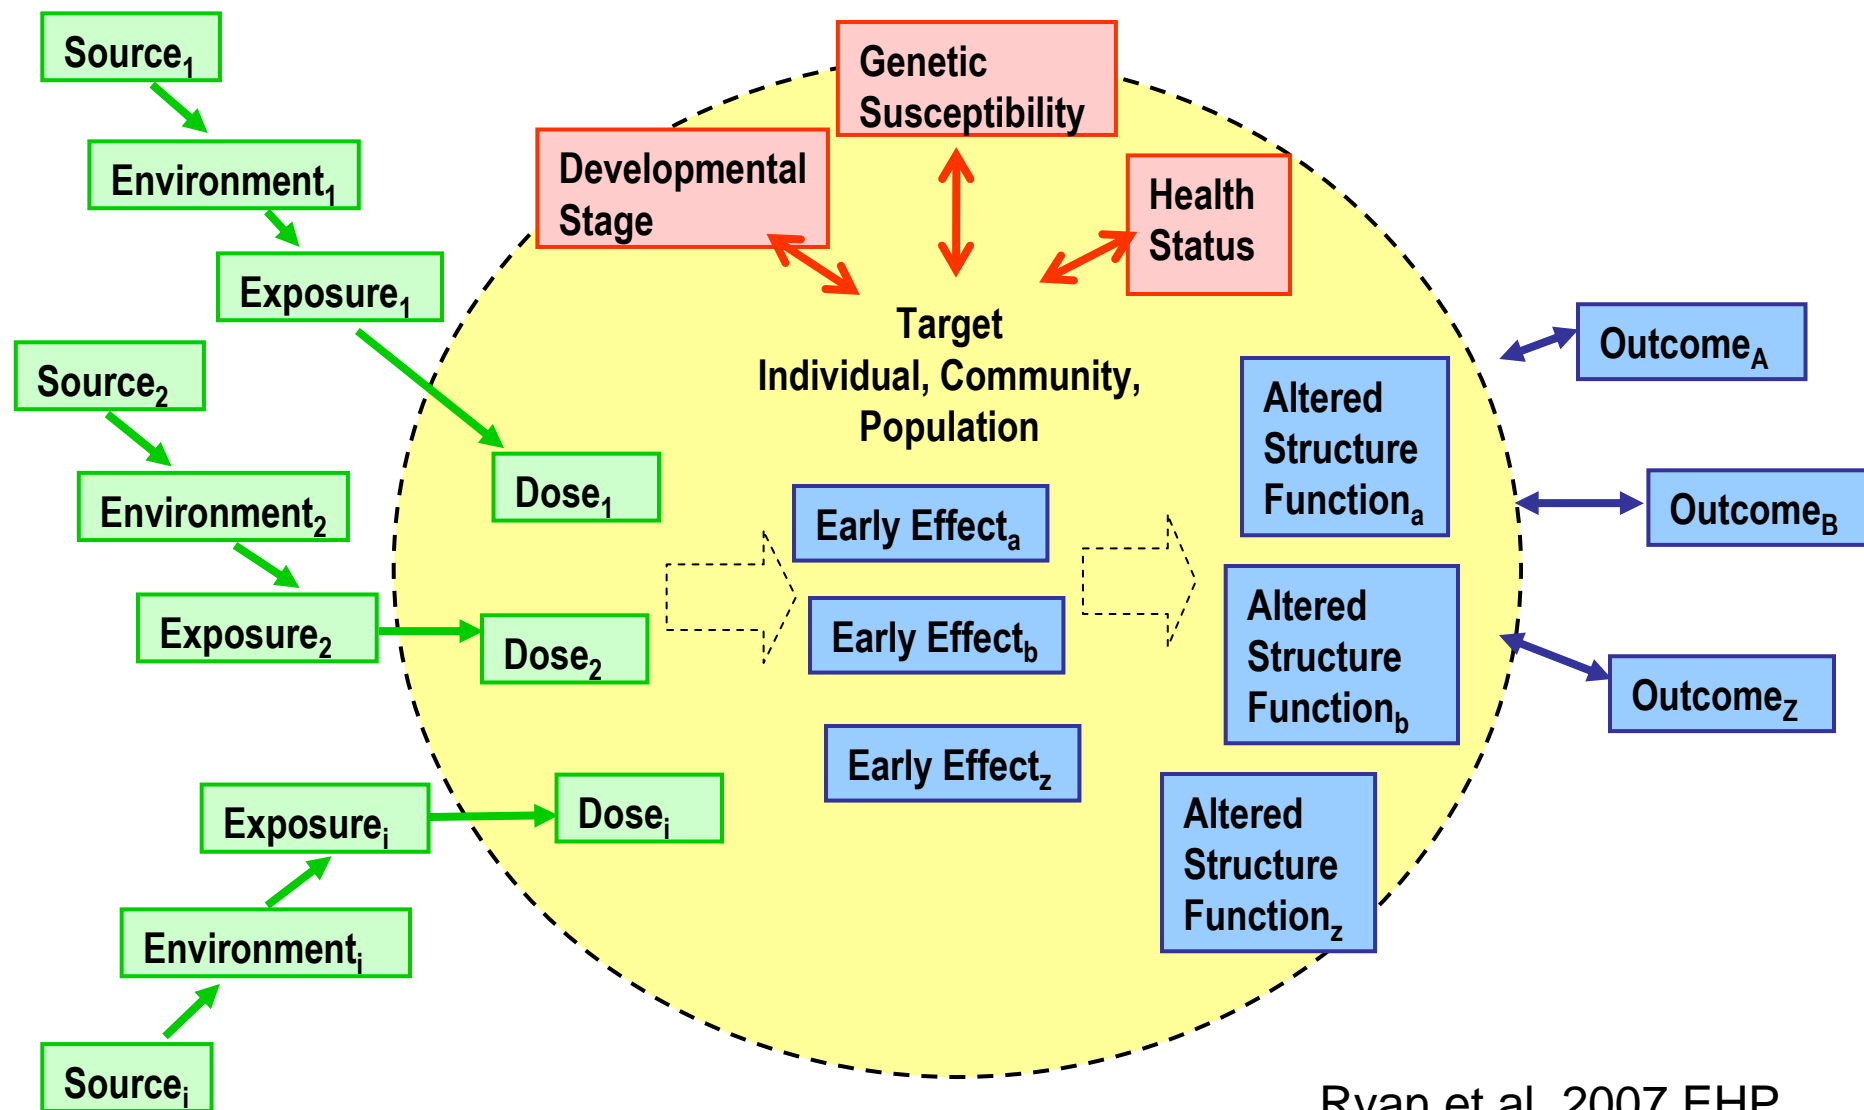 Source1
Environment1
Exposure1
Source2
Environment2
Exposure2
Exposurei
Environmenti
Sourcei
Dose1
Dose2
Dosei
Developmental
Stage
Genetic
Susceptibility
Health
Status
Target
Individual, Community,
Population
Early Effecta
Early Effectb
Early Effectz
Altered
Structure
Functiona
Altered
Structure
Functionb
Altered
Structure
Functionz
OutcomeA
OutcomeB
OutcomeZ
Ryan et al. 2007 EHP